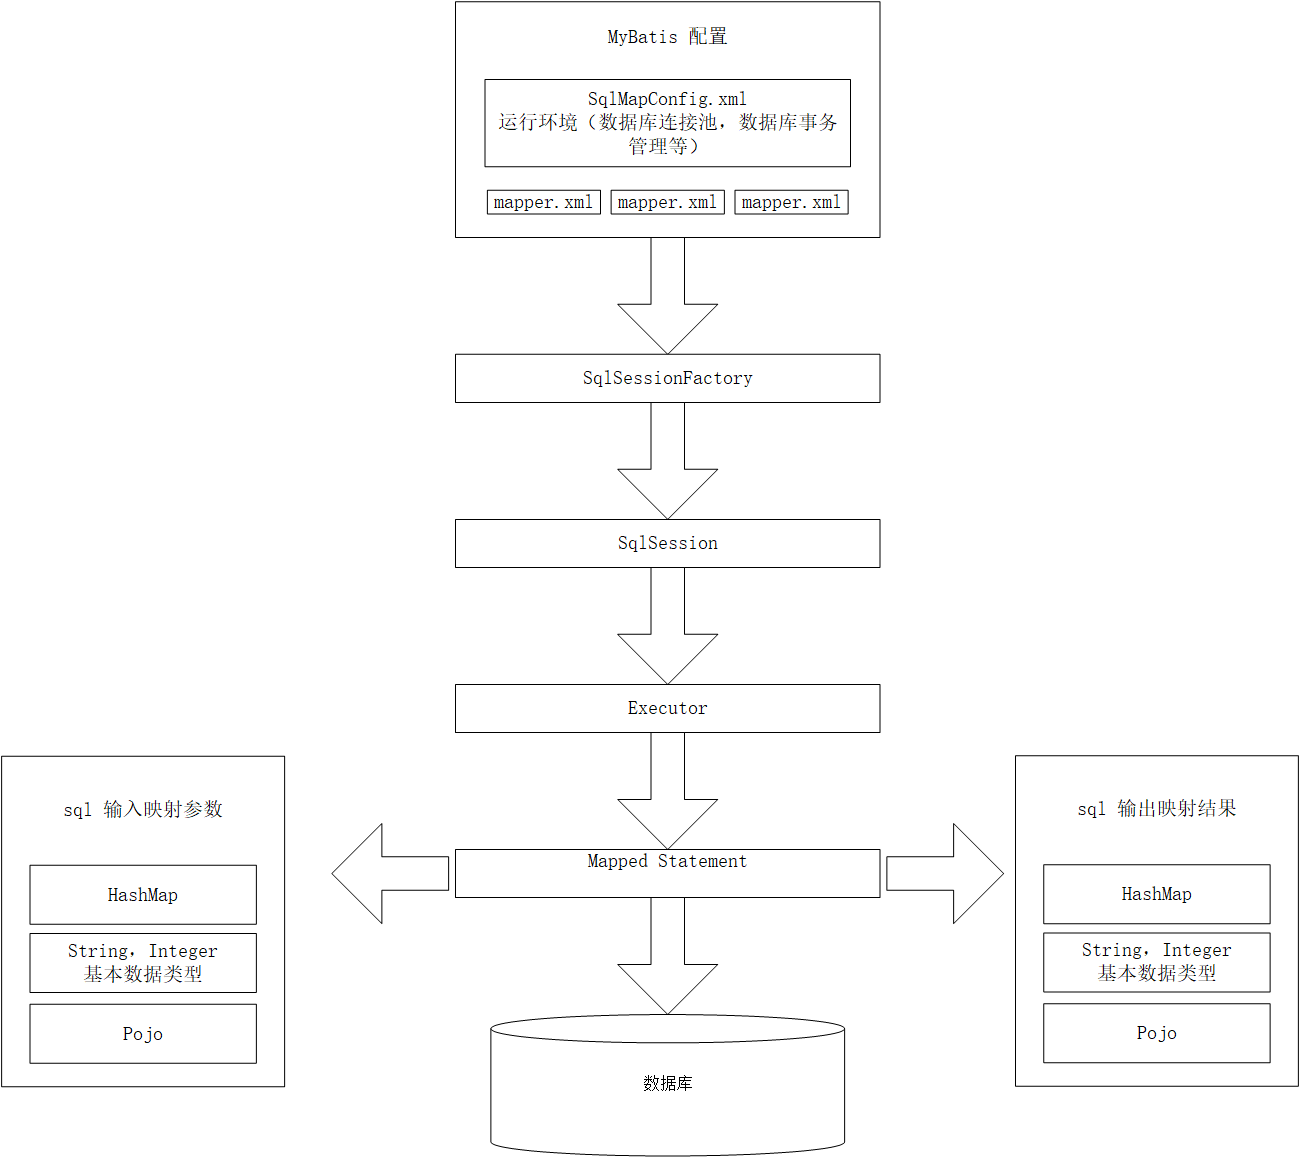 MyBatis 配置
SqlMapConfig.xml
运行环境（数据库连接池，数据库事务
管理等）
mapper.xml
mapper.xml
mapper.xml
SqlSessionFactory
SqlSession
Executor
Mapped Statement
sql 输入映射参数
HashMap
String，Integer
基本数据类型
Pojo
sql 输出映射结果
HashMap
String，Integer
基本数据类型
Pojo
数据库